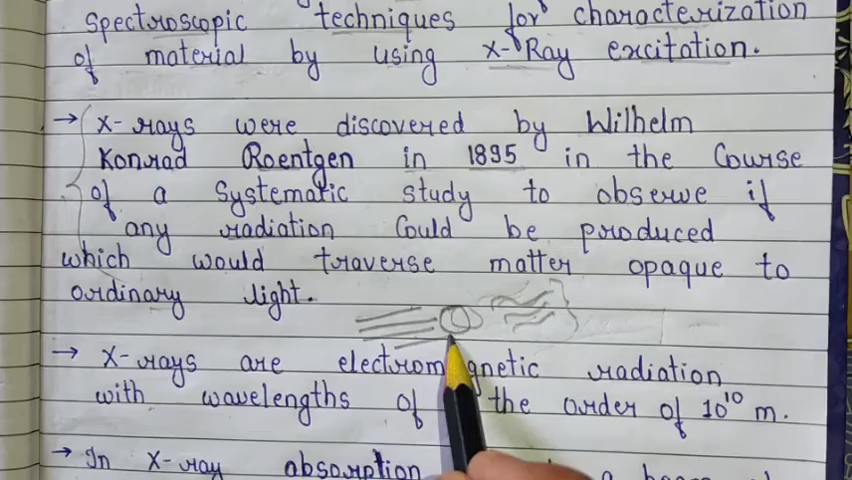 Spectroscopic techniques for characterization
of material by using X-Ray excitation.
→ X-rays were discovered by Wilhelm
Konrad Roentgen in 1895 in the Course
of a Systematic study to observe if
any radiation Could be produced
which would traverse matter opaque to
ordinary light.
→ X-rays are electromagnetic radiation
with wavelengths of the order of 10¹⁰ m.
→ In X-ray absorption